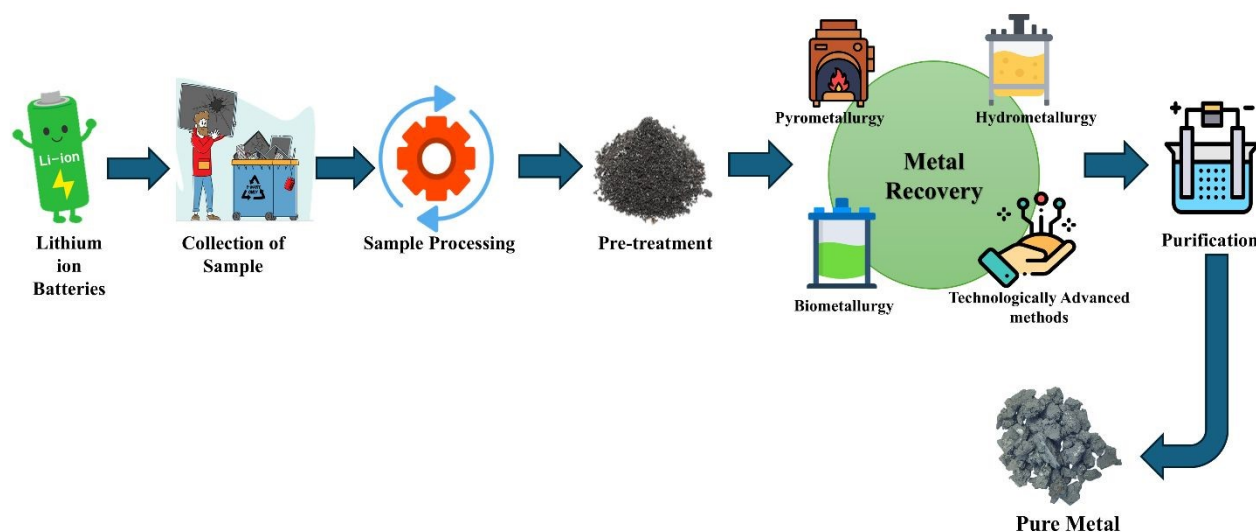 Li-ion
Lithium
ion
Batteries
Collection of
Sample
Sample Processing
Pre-treatment
Pyrometallurgy
Hydrometallurgy
Metal
Recovery
Biometallurgy
Technologically Advanced
methods
Purification
Pure Metal